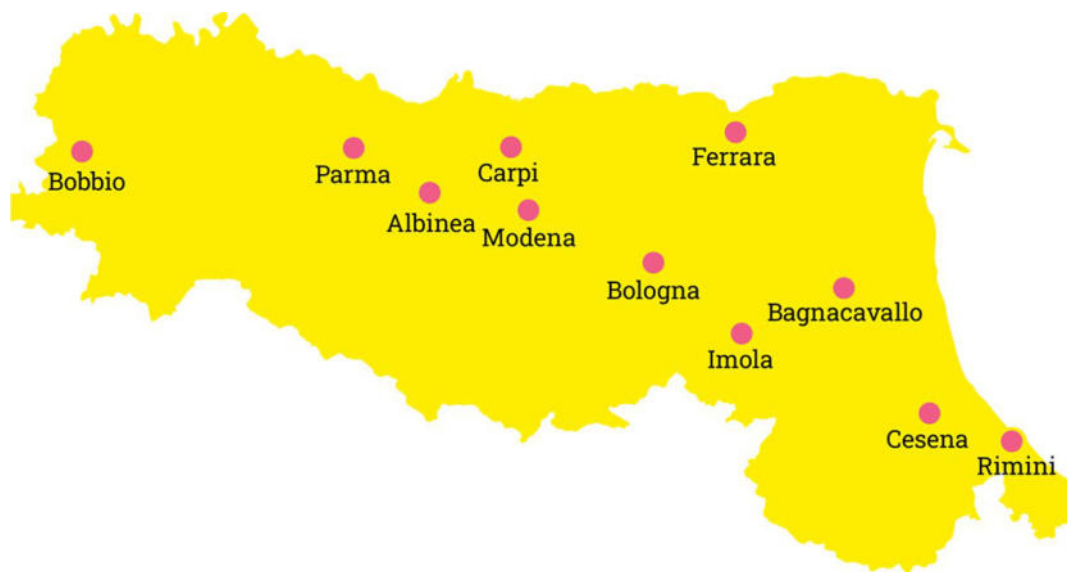 Ferrara
Carpi
Parma
Bobbio
Albinea
Modena
Bologna
Bagnacavallo
Imola
Cesena
Rimini